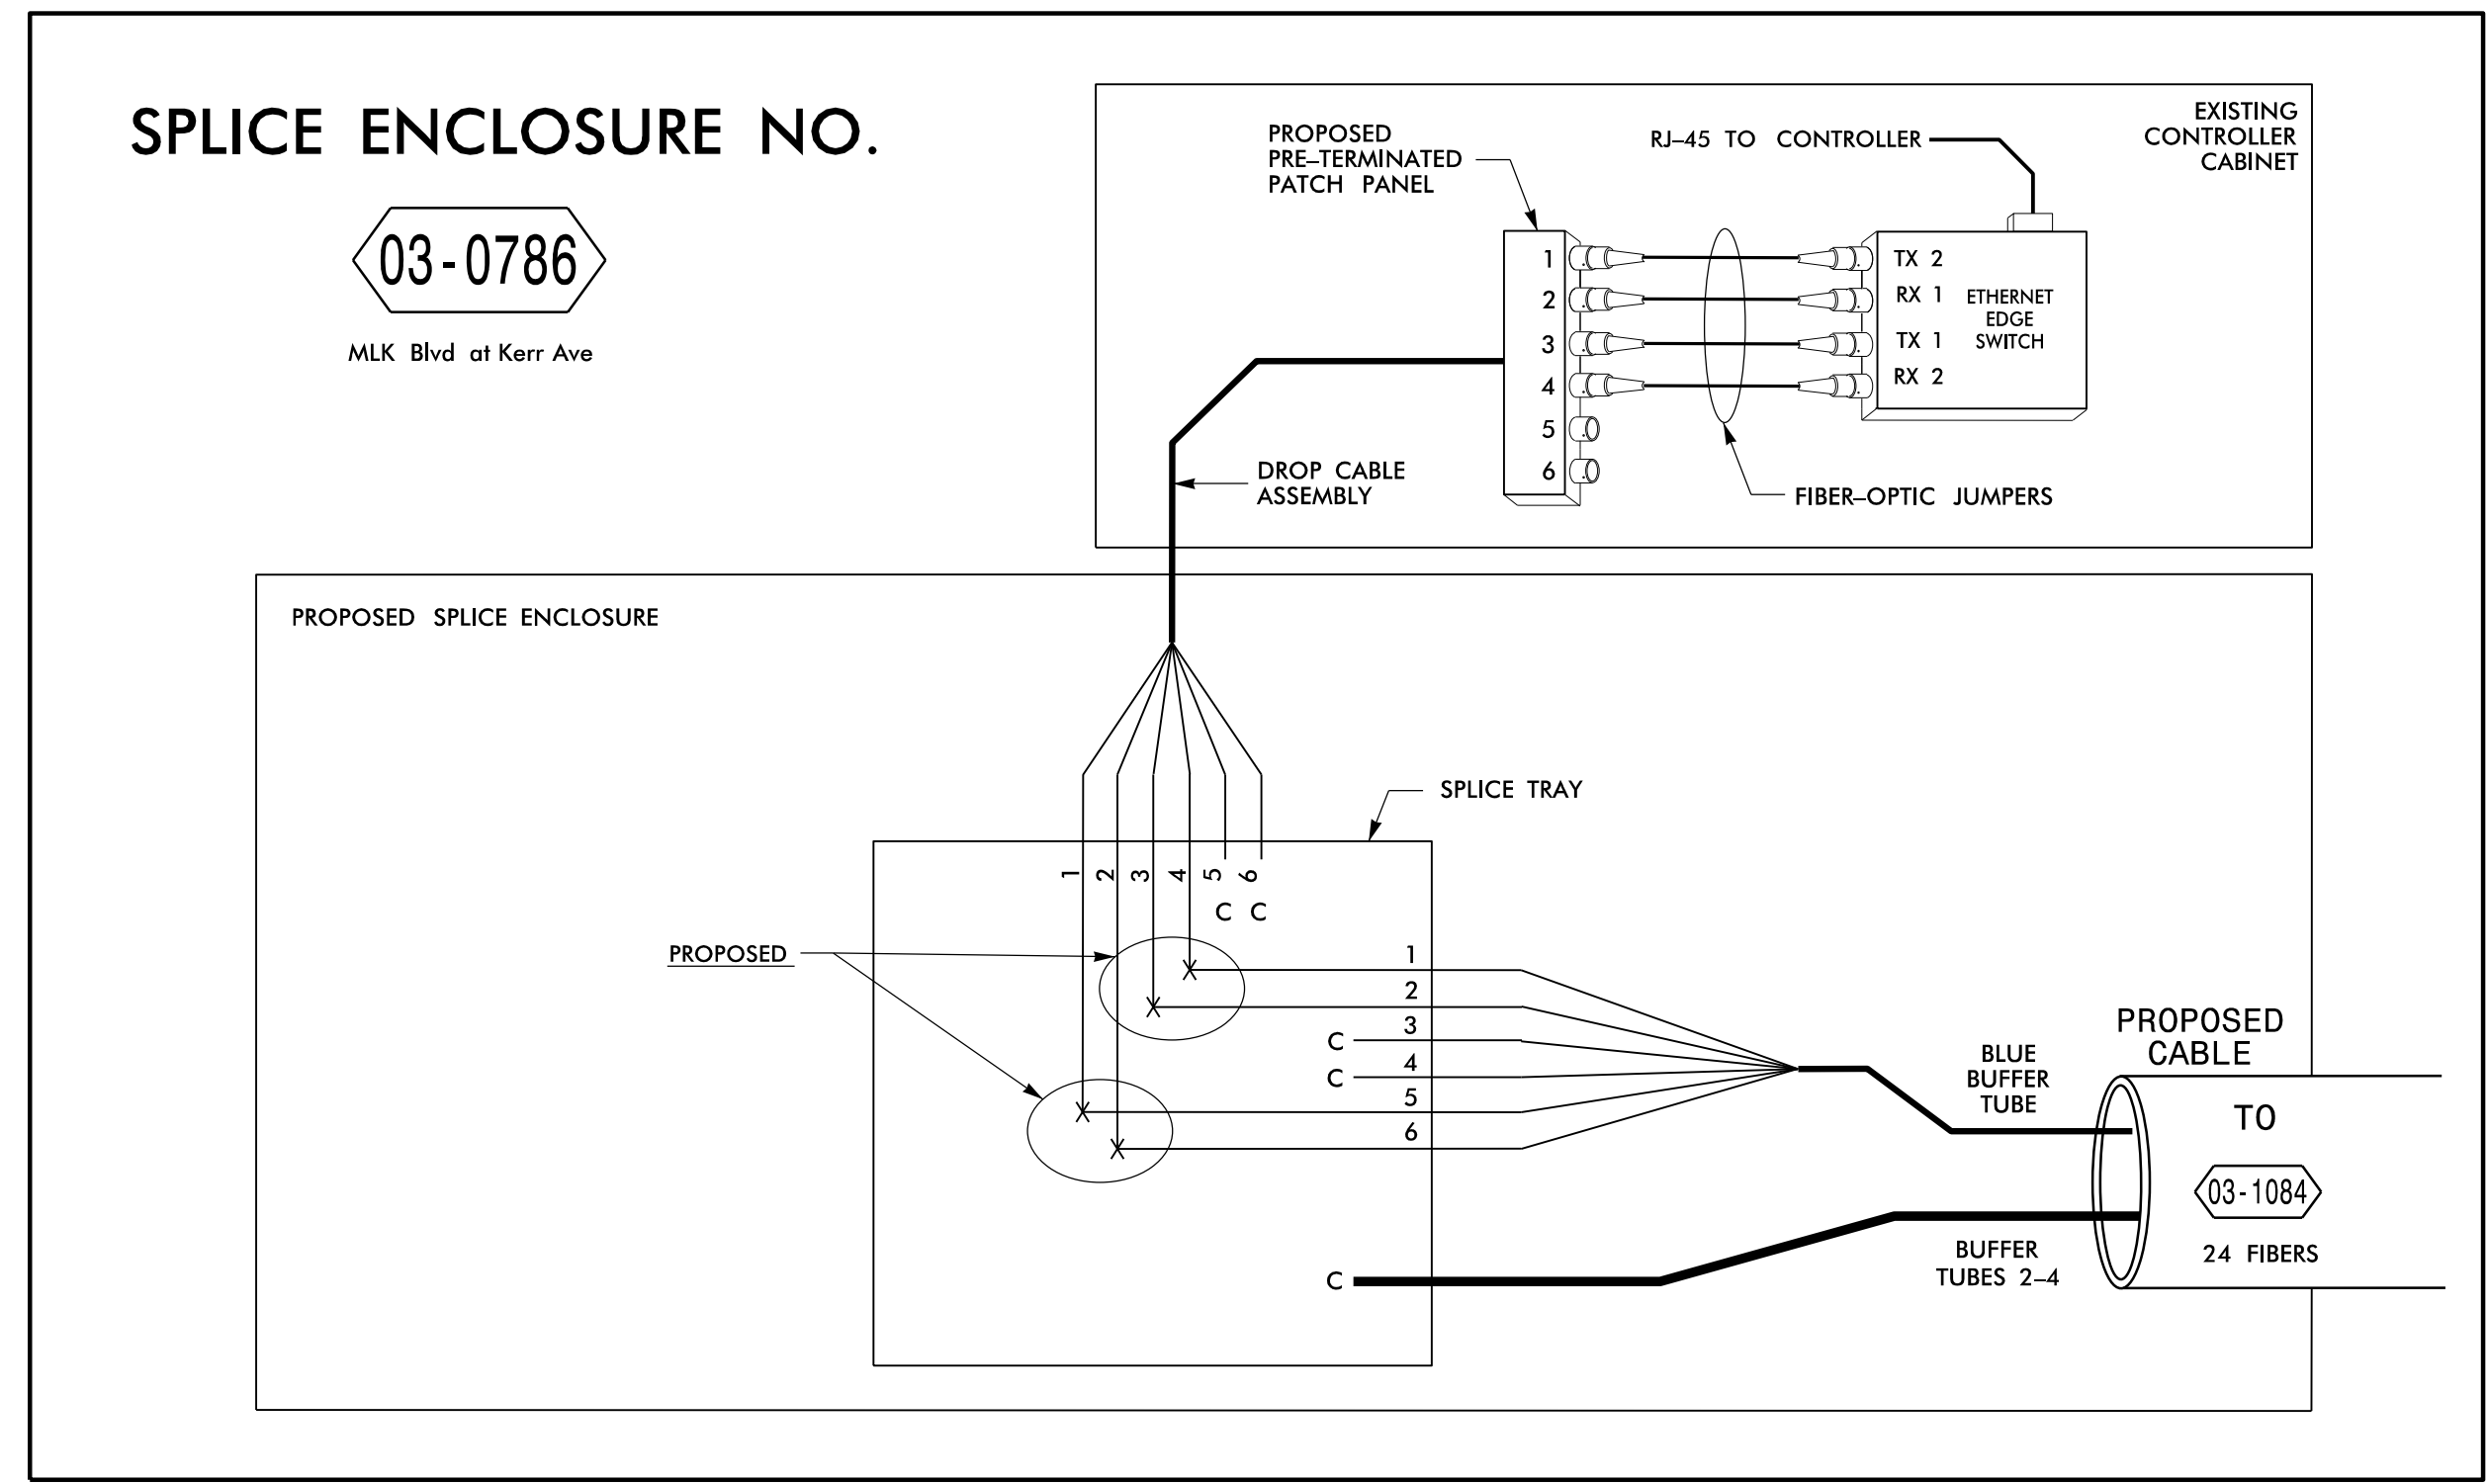 SPLICE ENCLOSURE NO.
03-0786
MLK Blvd at Kerr Ave
EXISTING
CONTROLLER
CABINET
PROPOSED
PRE-TERMINATED
PATCH PANEL
RJ-45 TO CONTROLLER
1
2
3
4
5
6
TX 2
RX 1
TX 1
RX 2
ETHERNET
EDGE
SWITCH
DROP CABLE
ASSEMBLY
FIBER-OPTIC JUMPERS
PROPOSED SPLICE ENCLOSURE
SPLICE TRAY
1 2 3 4 5 6
C C
PROPOSED
1
2
3
C
4
C
5
6
C
BLUE
BUFFER
TUBE
BUFFER
TUBES 2-4
PROPOSED
CABLE
TO
03-1084
24 FIBERS